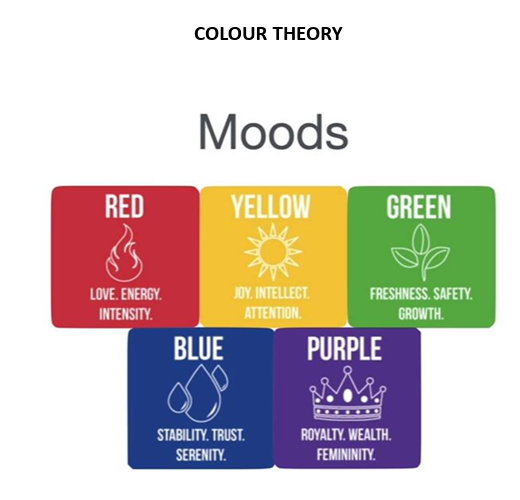 COLOUR THEORY
Moods
RED
LOVE. ENERGY.
INTENSITY.
YELLOW
JOY. INTELLECT.
ATTENTION.
GREEN
FRESHNESS. SAFETY.
GROWTH.
BLUE
STABILITY. TRUST.
SERENITY.
PURPLE
ROYALTY. WEALTH.
FEMININITY.